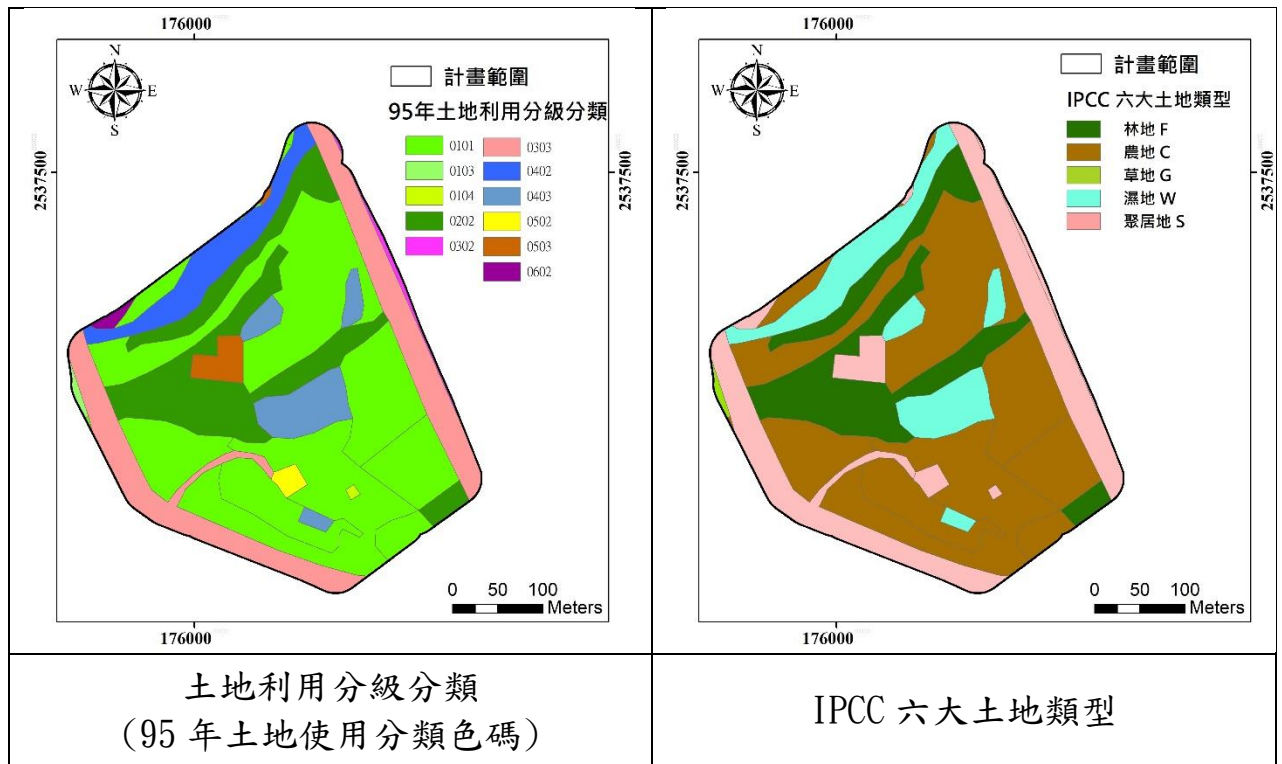 176000
N
W E
S
計畫範圍
95年土地利用分級分類
0101
0103
0104
0202
0302
0303
0402
0403
0502
0503
0602
2537500
0 50 100
Meters
176000
176000
N
W E
S
計畫範圍
IPCC 六大土地類型
林地 F
農地 C
草地 G
濕地 W
聚居地 S
2537500
2537500
0 50 100
Meters
176000
土地利用分級分類
(95 年土地使用分類色碼)
IPCC 六大土地類型